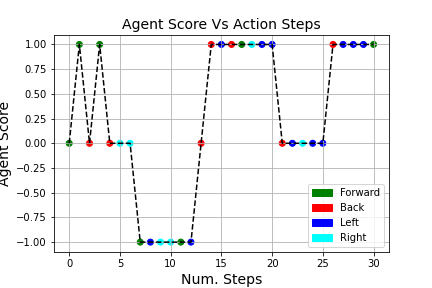 Agent Score Vs Action Steps
1.00
0.75
0.50
0.25
0.00
−0.25
−0.50
−0.75
−1.00
Agent Score
0 5 10 15 20 25 30
Num. Steps
Forward
Back
Left
Right